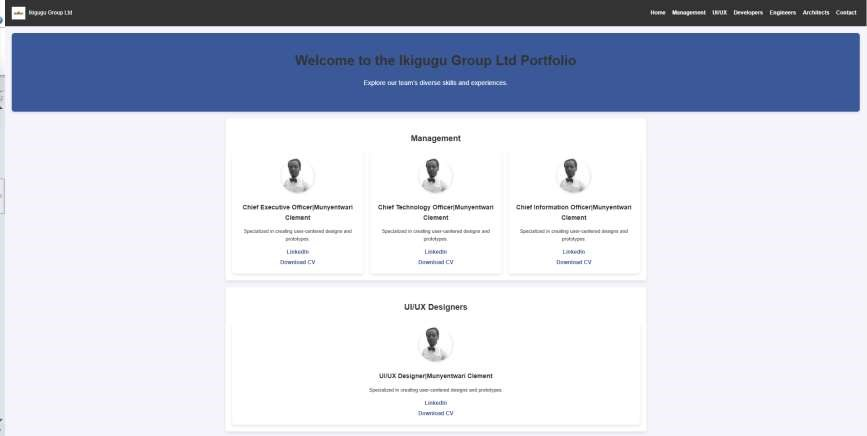 Ikigugu Group Ltd
Home Management UI/UX Developers Engineers Architects Contact
Welcome to the Ikigugu Group Ltd Portfolio
Explore our team's diverse skills and experiences.
Management
Chief Executive Officer|Munyentwari
Clement
Specialized in creating user-centered designs and
prototypes.
LinkedIn
Download CV
Chief Technology Officer|Munyentwari
Clement
Specialized in creating user-centered designs and
prototypes.
LinkedIn
Download CV
Chief Information Officer|Munyentwari
Clement
Specialized in creating user-centered designs and
prototypes.
LinkedIn
Download CV
UI/UX Designers
UI/UX Designer|Munyentwari Clement
Specialized in creating user-centered designs and prototypes.
LinkedIn
Download CV